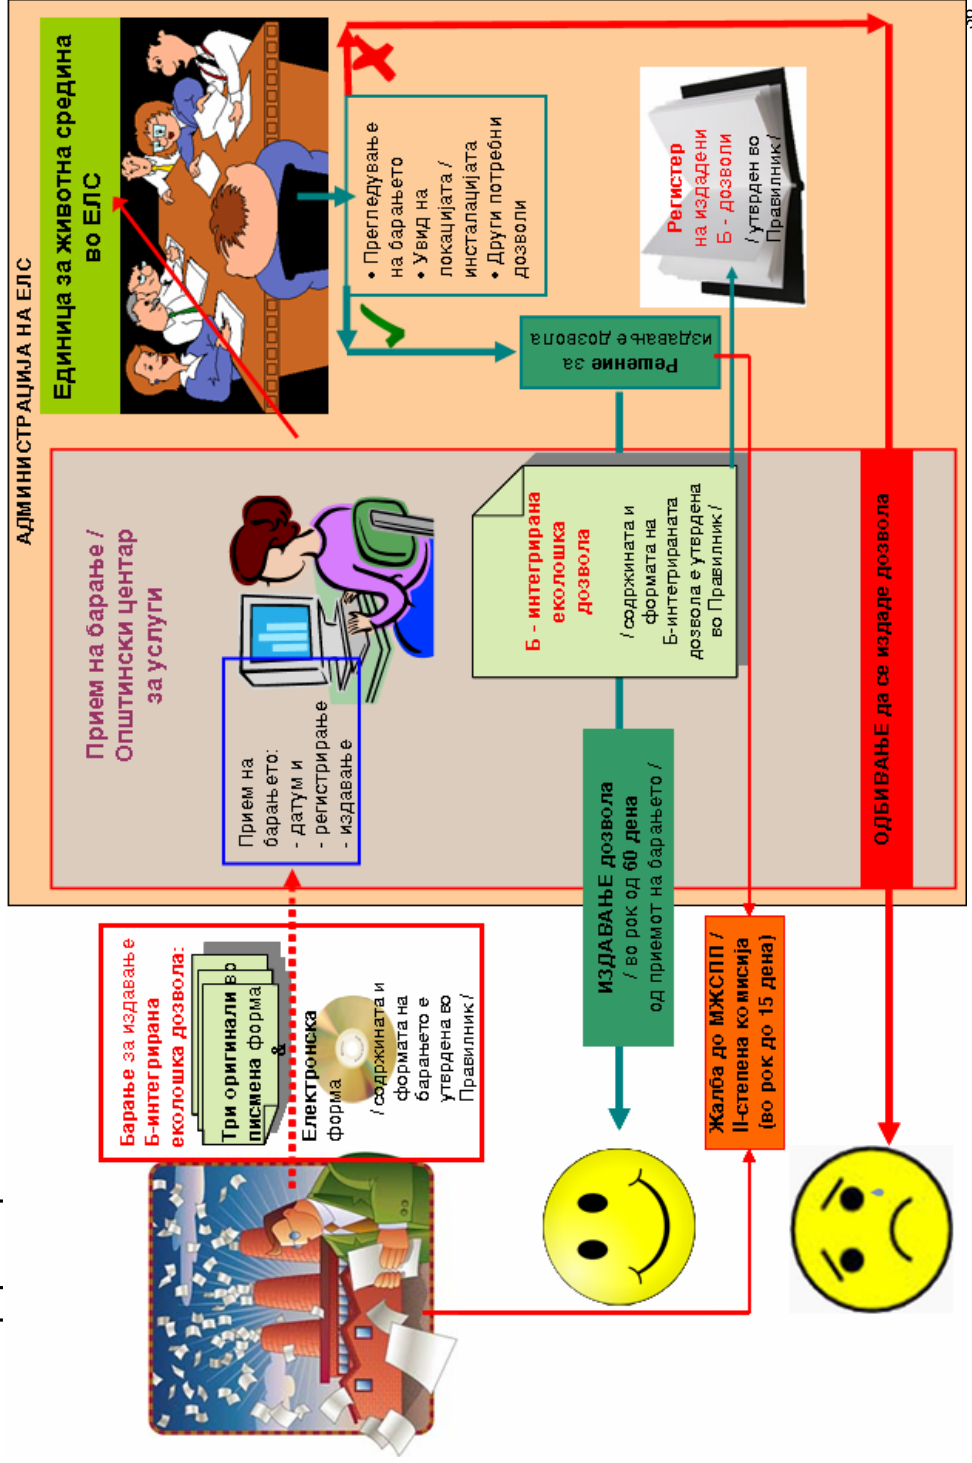 АДМИНИСТРАЦИЈА НА ЕЛС
Единица за животна средина
во ЕЛС
Прием на барање /
Општински центар
за услуги
Барање за издавање
Б-интегрирана
еколошка дозвола:
Три оригинали во
писмена форма
&
Електронска
форма
/содржината и
формата на
барањето е
утврдена во
Правилник /
Прием на
барањето:
- датум и
- регистрирање
- издавање
• Прегледување
на барањето
• Увид на
локацијата /
инсталацијата
• Други потребни
дозволи
Решение за
издавање дозвола
Регистер
на издадени
Б - дозволи
/ утврден во
Правилник /
Б - интегрирана
еколошка
дозвола
/ содржината и
формата на
Б-интегрираната
дозвола е утврдена
во Правилник /
ИЗДАВАЊЕ дозвола
/ во рок од 60 дена
од приемот на барањето /
Жалба до МЖСПП /
II-степена комисија
(во рок до 15 дена)
ОДБИВАЊЕ да се издаде дозвола